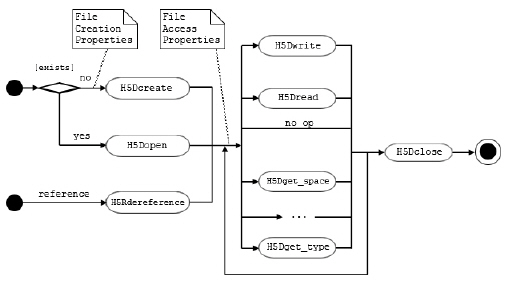 File
Creation
Properties
File
Access
Properties
[exists]
no
H5Dcreate
yes
H5Dopen
reference
H5Rdereference
H5Dwrite
H5Dread
no op
H5Dget_space
...
H5Dget_type
H5Dclose